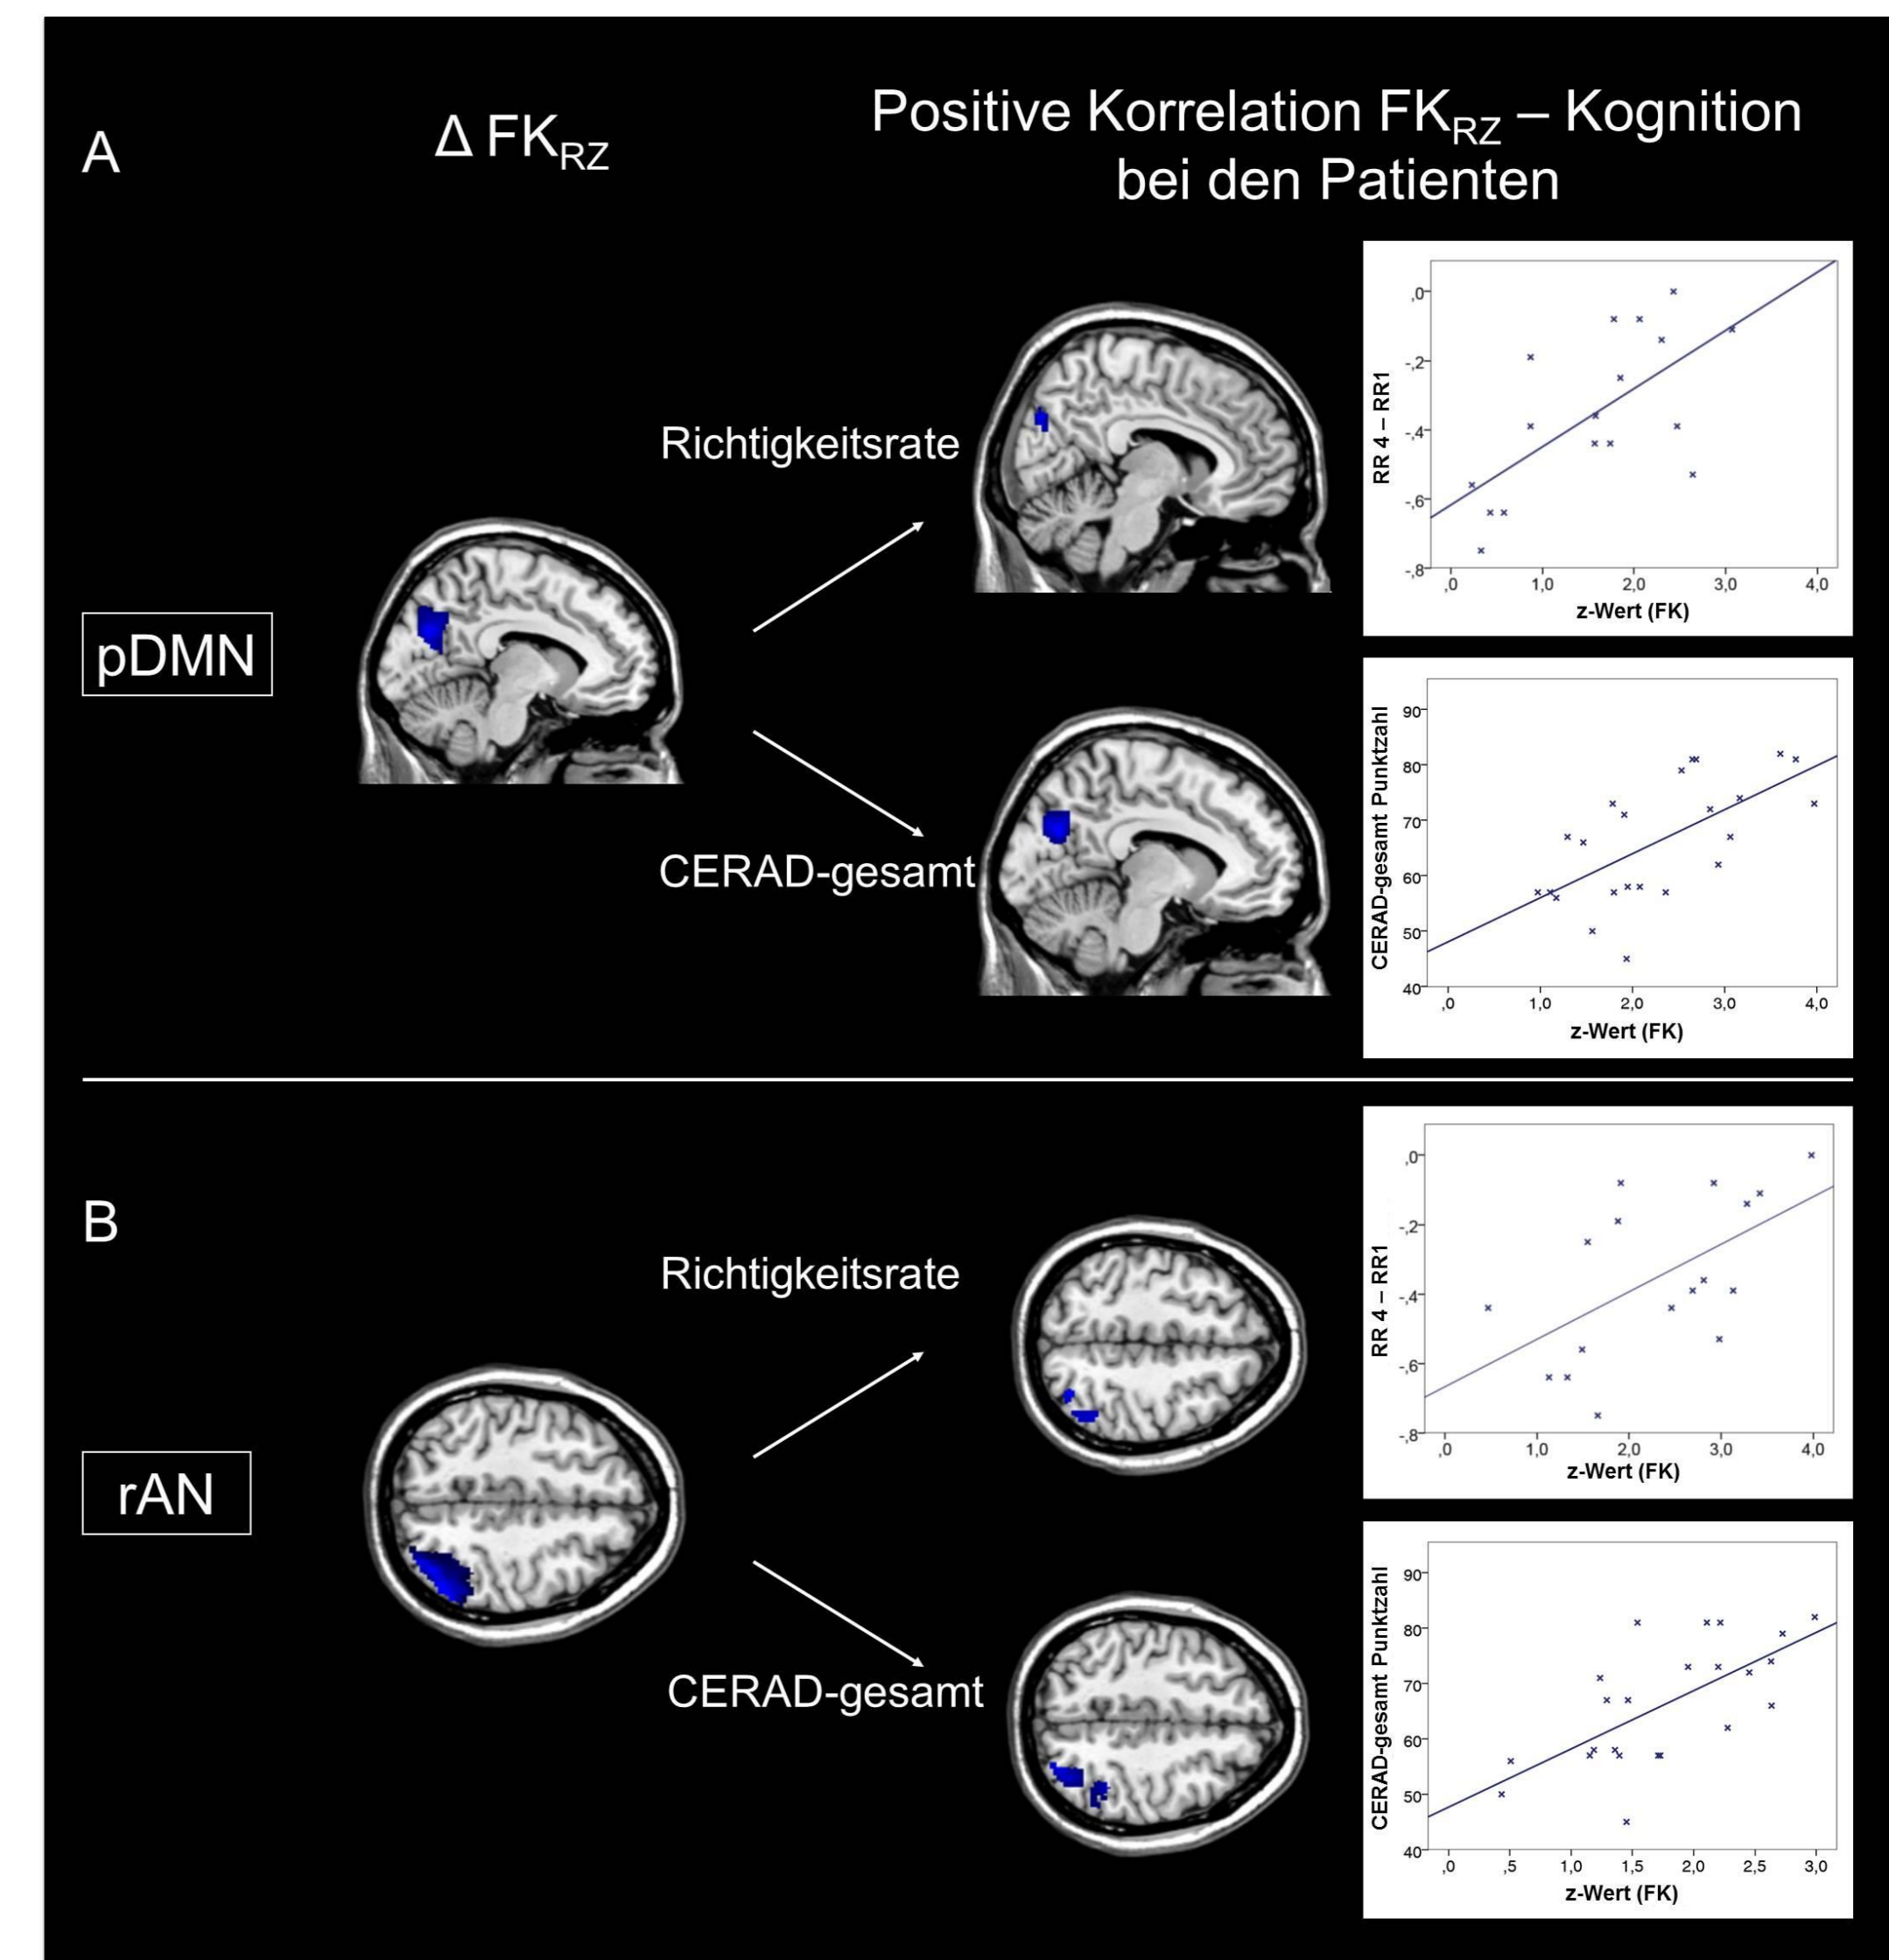 A
Δ FK_RZ
Positive Korrelation FK_RZ – Kognition
bei den Patienten
pDMN
Richtigkeitsrate
CERAD-gesamt
RR 4 – RR1
,0
-,2
-,4
-,6
-,8
,0 1,0 2,0 3,0 4,0
z-Wert (FK)
CERAD-gesamt Punktzahl
90
80
70
60
50
40
,0 1,0 2,0 3,0 4,0
z-Wert (FK)
B
rAN
Richtigkeitsrate
CERAD-gesamt
RR 4 – RR1
,0
-,2
-,4
-,6
-,8
,0 1,0 2,0 3,0 4,0
z-Wert (FK)
CERAD-gesamt Punktzahl
90
80
70
60
50
40
,0 ,5 1,0 1,5 2,0 2,5 3,0
z-Wert (FK)